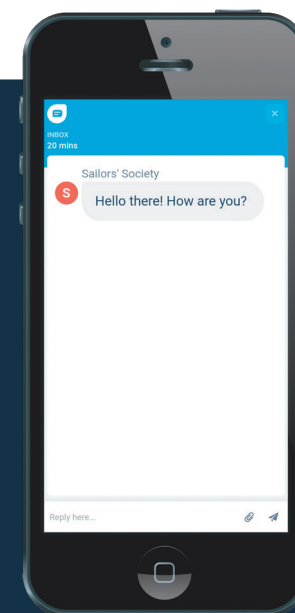 INBOX
20 mins
Sailors' Society
S
Hello there! How are you?
Reply here...